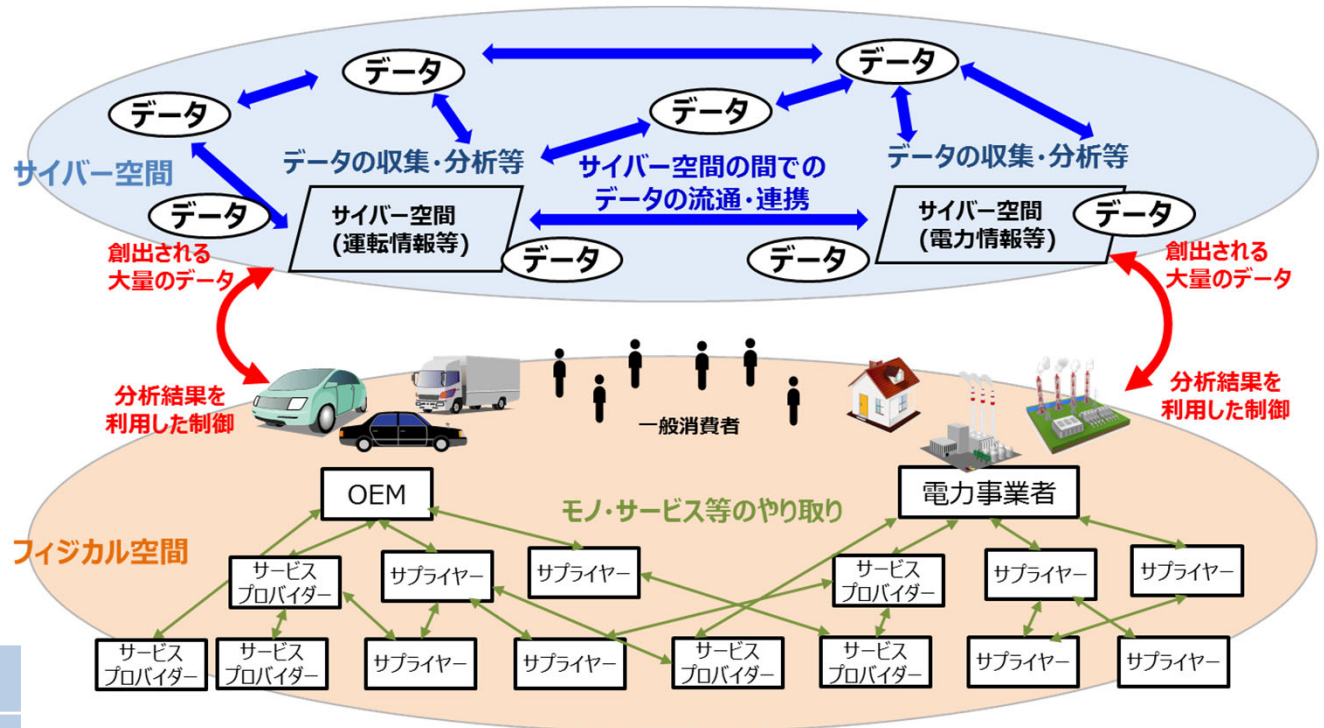 データ
データ
データ
データ
サイバー空間
データの収集・分析等
サイバー空間の間での
データの流通・連携
データの収集・分析等
データ
サイバー空間
(運転情報等)
データ
データ
サイバー空間
(電力情報等)
データ
創出される
大量のデータ
創出される
大量のデータ
分析結果を
利用した制御
一般消費者
分析結果を
利用した制御
OEM
モノ・サービス等のやり取り
電力事業者
フィジカル空間
サービス
プロバイダー
サプライヤー
サプライヤー
サービス
プロバイダー
サプライヤー
サプライヤー
サービス
プロバイダー
サービス
プロバイダー
サプライヤー
サプライヤー
サービス
プロバイダー
サービス
プロバイダー
サプライヤー
サプライヤー